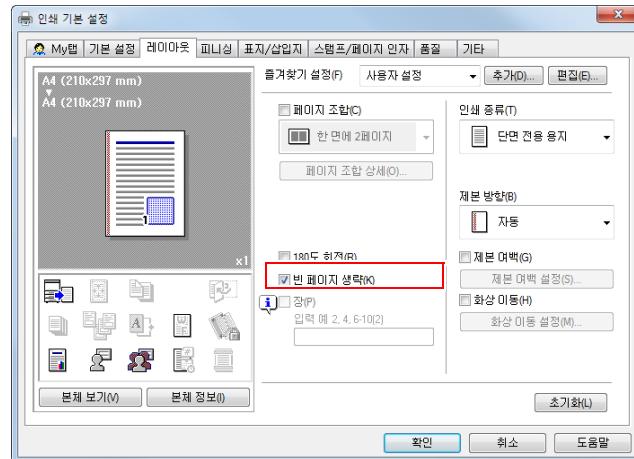 인쇄 기본 설정
My탭 기본 설정 레이아웃 피니싱 표지/삽입지 스탬프/페이지 인자 품질 기타
A4 (210x297 mm)
A4 (210x297 mm)
1
x1
본체 보기(V) 본체 정보(I)
즐겨찾기 설정(F) 사용자 설정 추가(D)... 편집(E)...
페이지 조합(C)
한 면에 2페이지
페이지 조합 상세(O)...
180도 회전(R)
빈 페이지 생략(K)
장(P)
입력 예 2, 4, 6-10(2)
인쇄 종류(T)
단면 전용 용지
제본 방향(B)
자동
제본 여백(G)
제본 여백 설정(S)...
화상 이동(H)
화상 이동 설정(M)...
초기화(L)
확인 취소 도움말